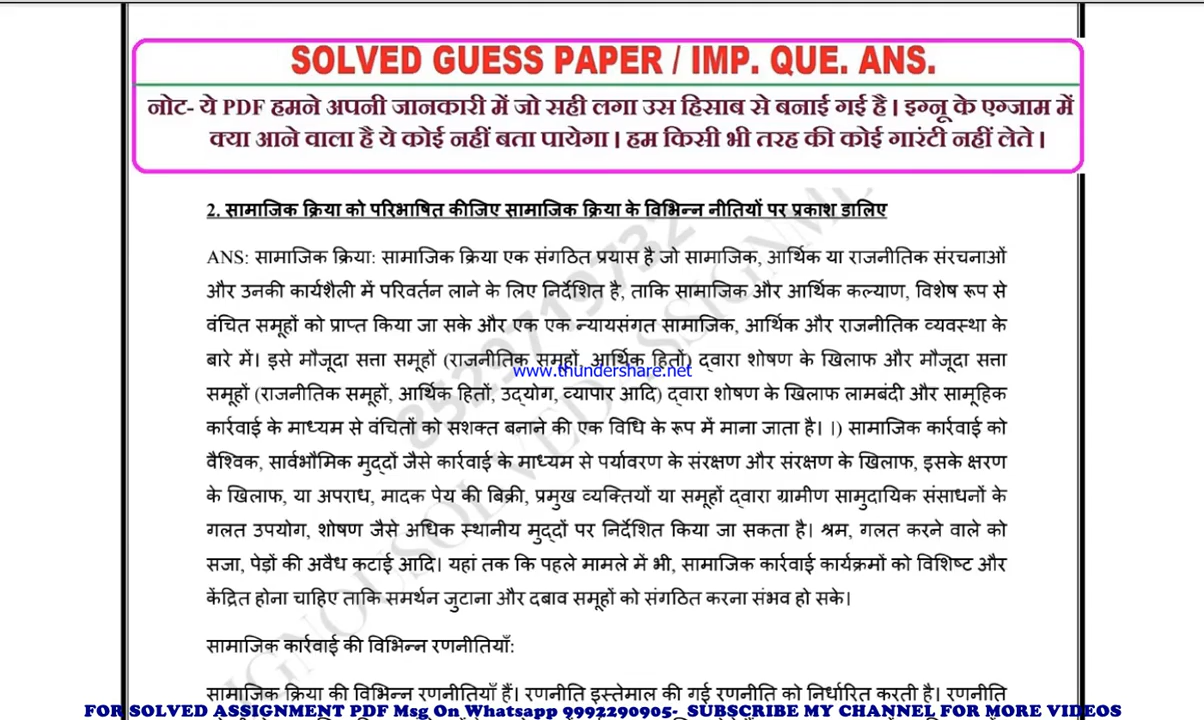 SOLVED GUESS PAPER / IMP. QUE. ANS.
नोट- ये PDF हमने अपनी जानकारी में जो सही लगा उस हिसाब से बनाई गई है। इग्नू के एग्जाम में
क्या आने वाला है ये कोई नहीं बता पायेगा। हम किसी भी तरह की कोई गारंटी नहीं लेते।
2. सामाजिक क्रिया को परिभाषित कीजिए सामाजिक क्रिया के विभिन्न नीतियों पर प्रकाश डालिए
ANS: सामाजिक क्रिया: सामाजिक क्रिया एक संगठित प्रयास है जो सामाजिक, आर्थिक या राजनीतिक संरचनाओं
और उनकी कार्यशैली में परिवर्तन लाने के लिए निर्देशित है, ताकि सामाजिक और आर्थिक कल्याण, विशेष रूप से
वंचित समूहों को प्राप्त किया जा सके और एक एक न्यायसंगत सामाजिक, आर्थिक और राजनीतिक व्यवस्था के
बारे में। इसे मौजूदा सत्ता समूहों (राजनीतिक समूहों, आर्थिक हितों) द्वारा शोषण के खिलाफ और मौजूदा सत्ता
www.thundershare.net
समूहों (राजनीतिक समूहों, आर्थिक हितों, उद्योग, व्यापार आदि) द्वारा शोषण के खिलाफ लामबंदी और सामूहिक
कार्रवाई के माध्यम से वंचितों को सशक्त बनाने की एक विधि के रूप में माना जाता है। ।) सामाजिक कार्रवाई को
वैश्विक, सार्वभौमिक मुद्दों जैसे कार्रवाई के माध्यम से पर्यावरण के संरक्षण और संरक्षण के खिलाफ, इसके क्षरण
के खिलाफ, या अपराध, मादक पेय की बिक्री, प्रमुख व्यक्तियों या समूहों द्वारा ग्रामीण सामुदायिक संसाधनों के
गलत उपयोग, शोषण जैसे अधिक स्थानीय मुद्दों पर निर्देशित किया जा सकता है। श्रम, गलत करने वाले को
सजा, पेड़ों की अवैध कटाई आदि। यहां तक कि पहले मामले में भी, सामाजिक कार्रवाई कार्यक्रमों को विशिष्ट और
केंद्रित होना चाहिए ताकि समर्थन जुटाना और दबाव समूहों को संगठित करना संभव हो सके।
सामाजिक कार्रवाई की विभिन्न रणनीतियाँ:
सामाजिक क्रिया की विभिन्न रणनीतियाँ हैं। रणनीति इस्तेमाल की गई रणनीति को निर्धारित करती है। रणनीति
FOR SOLVED ASSIGNMENT PDF Msg On Whatsapp 9992290905- SUBSCRIBE MY CHANNEL FOR MORE VIDEOS